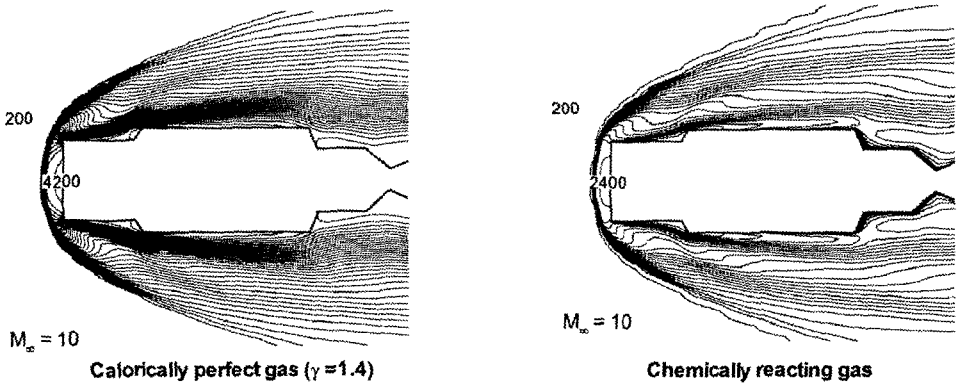 200
4200
M∞ = 10
Calorically perfect gas (γ =1.4)
200
2400
M∞ = 10
Chemically reacting gas